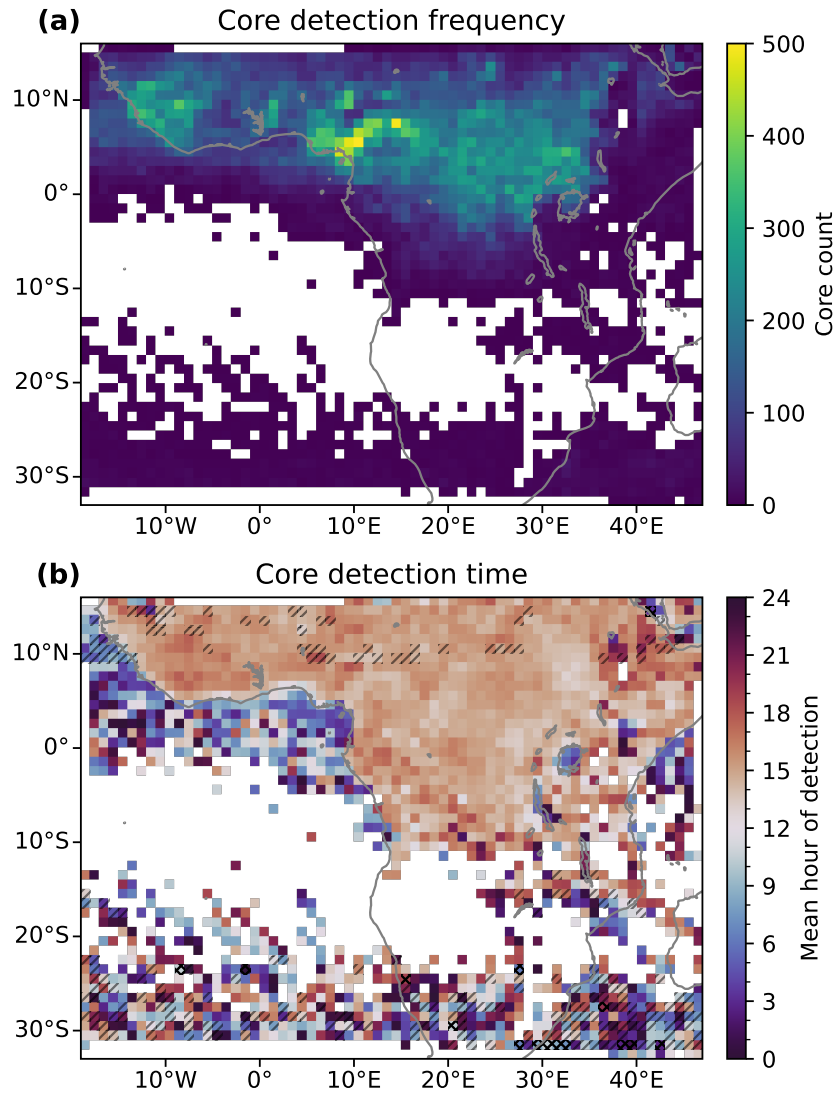 (a) Core detection frequency
10°N
0°
10°S
20°S
30°S
10°W 0° 10°E 20°E 30°E 40°E
500
400
300
200
100
0
Core count
(b) Core detection time
10°N
0°
10°S
20°S
30°S
10°W 0° 10°E 20°E 30°E 40°E
24
21
18
15
12
9
6
3
0
Mean hour of detection